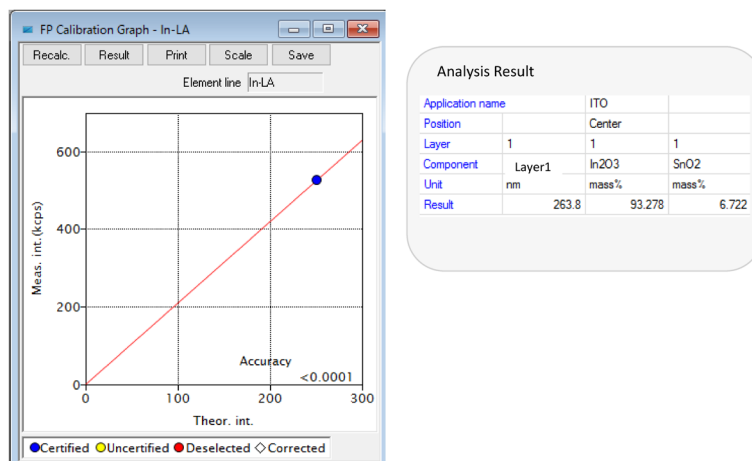 FP Calibration Graph - In-LA
Recalc. Result Print Scale Save
Element line In-LA
600
400
200
0
Meas. int.(kcps)
Accuracy
<0.0001
0 100 200 300
Theor. int.
Certified Uncertified Deselected Corrected
Analysis Result
Application name ITO
Position Center
Layer 1 1 1
Component Layer1 In2O3 SnO2
Unit nm mass% mass%
Result 263.8 93.278 6.722